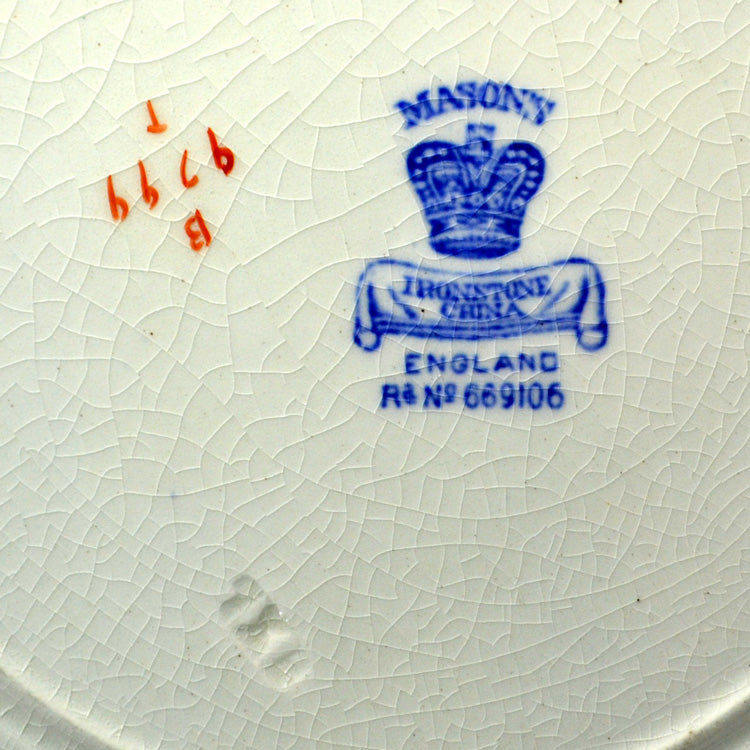 MASON'S
IRONSTONE
CHINA
ENGLAND
Rd No 669106